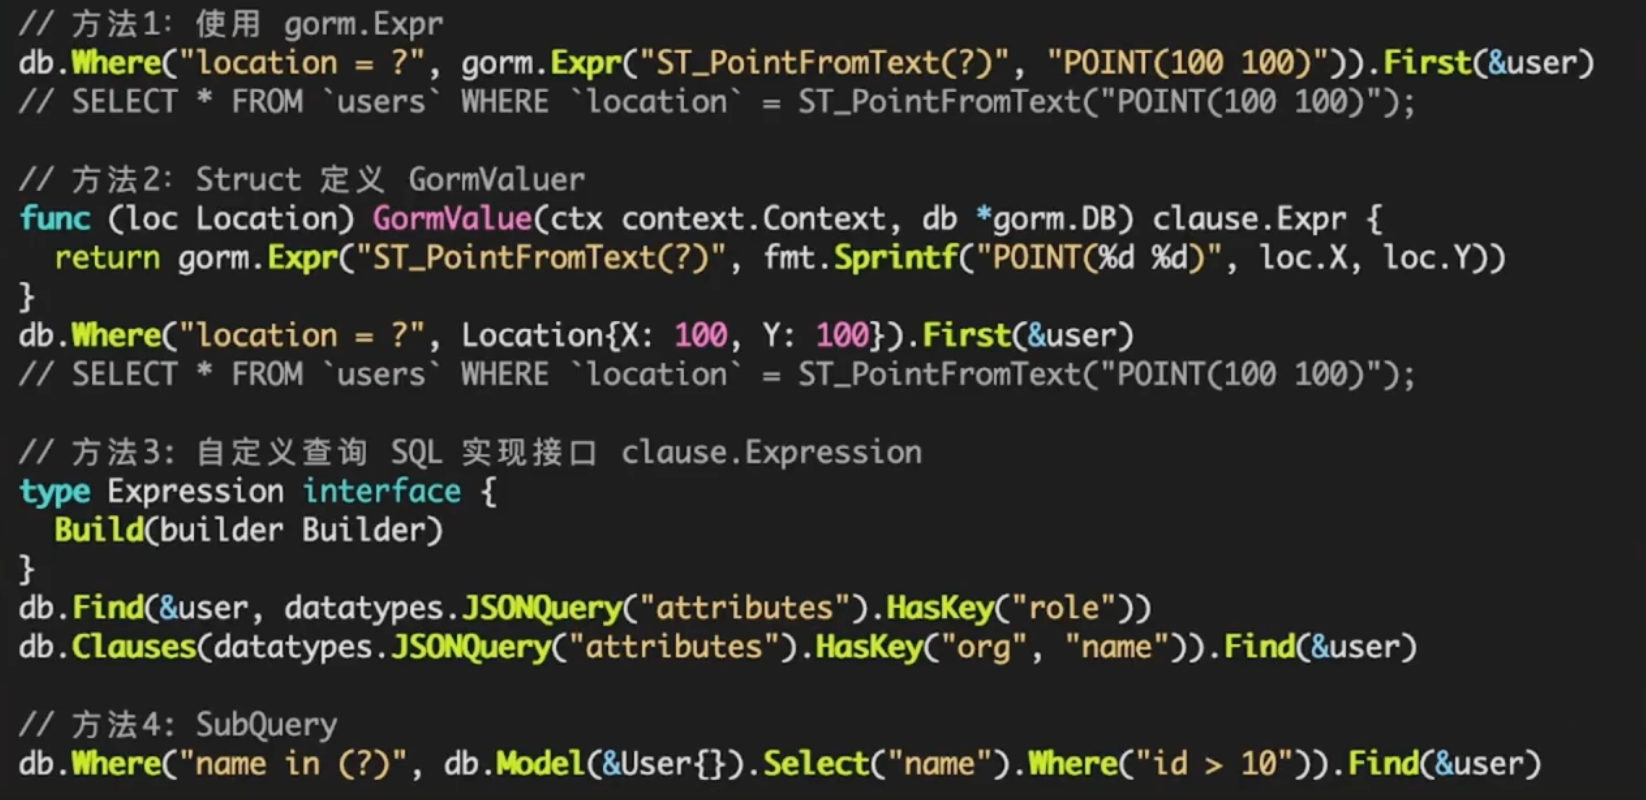 // 方法1: 使用 gorm.Expr
db.Where("location = ?", gorm.Expr("ST_PointFromText(?)", "POINT(100 100)")).First(&user)
// SELECT * FROM `users` WHERE `location` = ST_PointFromText("POINT(100 100)");
// 方法2: Struct 定义 GormValuer
func (loc Location) GormValue(ctx context.Context, db *gorm.DB) clause.Expr {
  return gorm.Expr("ST_PointFromText(?)", fmt.Sprintf("POINT(%d %d)", loc.X, loc.Y))
}
db.Where("location = ?", Location{X: 100, Y: 100}).First(&user)
// SELECT * FROM `users` WHERE `location` = ST_PointFromText("POINT(100 100)");
// 方法3: 自定义查询 SQL 实现接口 clause.Expression
type Expression interface {
  Build(builder Builder)
}
db.Find(&user, datatypes.JSONQuery("attributes").HasKey("role"))
db.Clauses(datatypes.JSONQuery("attributes").HasKey("org", "name")).Find(&user)
// 方法4: SubQuery
db.Where("name in (?)", db.Model(&User{}).Select("name").Where("id > 10")).Find(&user)